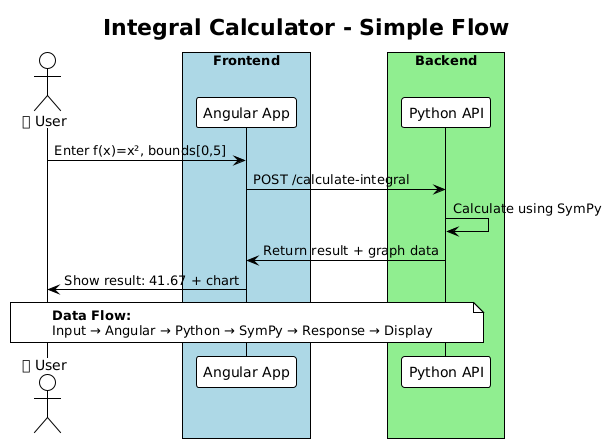 Integral Calculator - Simple Flow
Frontend
Backend
User
Angular App
Python API
Enter f(x)=x², bounds[0,5]
POST /calculate-integral
Calculate using SymPy
Return result + graph data
Show result: 41.67 + chart
Data Flow:
Input → Angular → Python → SymPy → Response → Display
User
Angular App
Python API